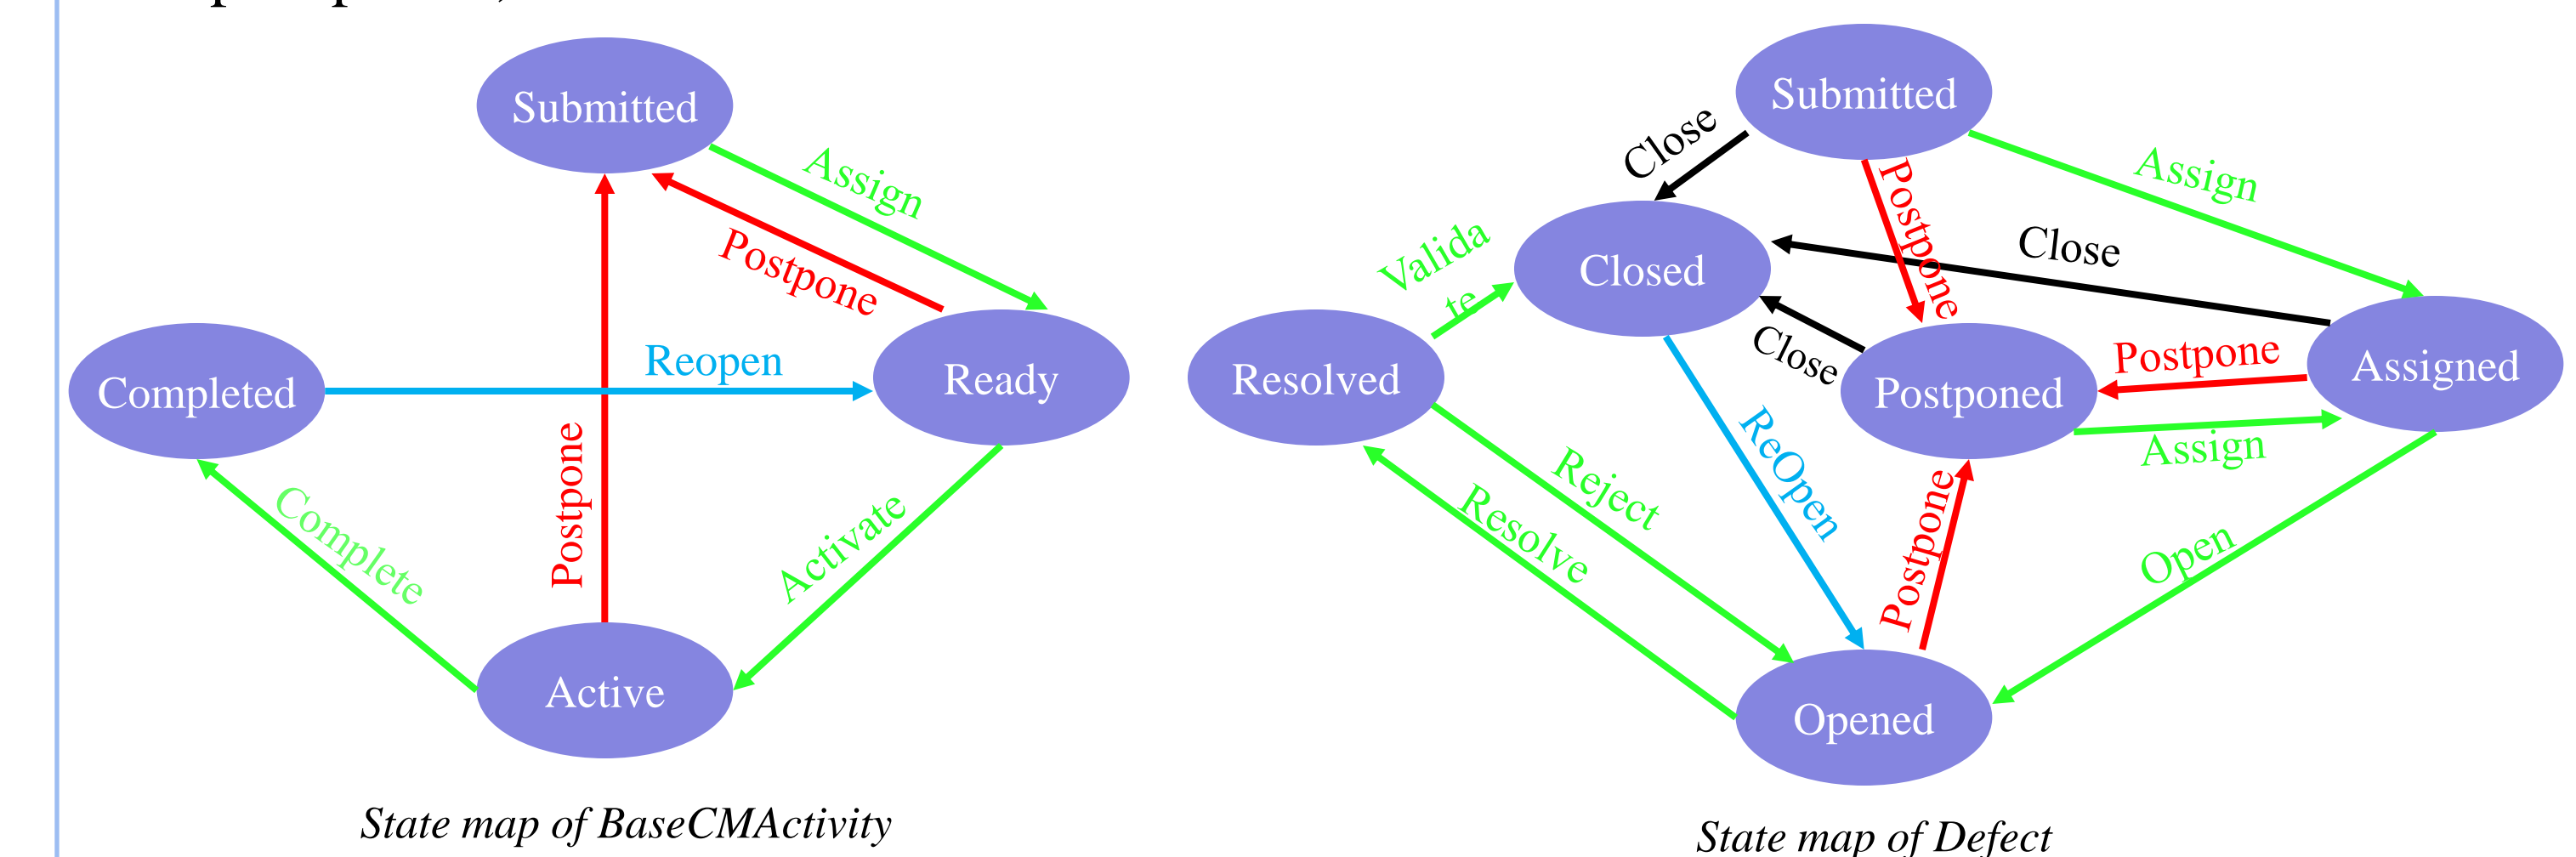 Submitted
Assign
Postpone
Completed
Reopen
Ready
Postpone
Complete
Activate
Active
State map of BaseCMActivity
Submitted
Close
Postpone
Assign
Valida
te
Closed
Close
Close
Resolved
Postponed
Postpone
Assigned
Assign
Reject
Resolve
ReOpen
Postpone
Open
Opened
State map of Defect